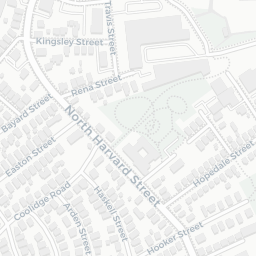 Travis Street
Kingsley Street
Rena Street
Bayard Street
North Harvard Street
Easton Street
Hopedale Street
Coolidge Road
Haskell Street
Arden Street
Hooker Street